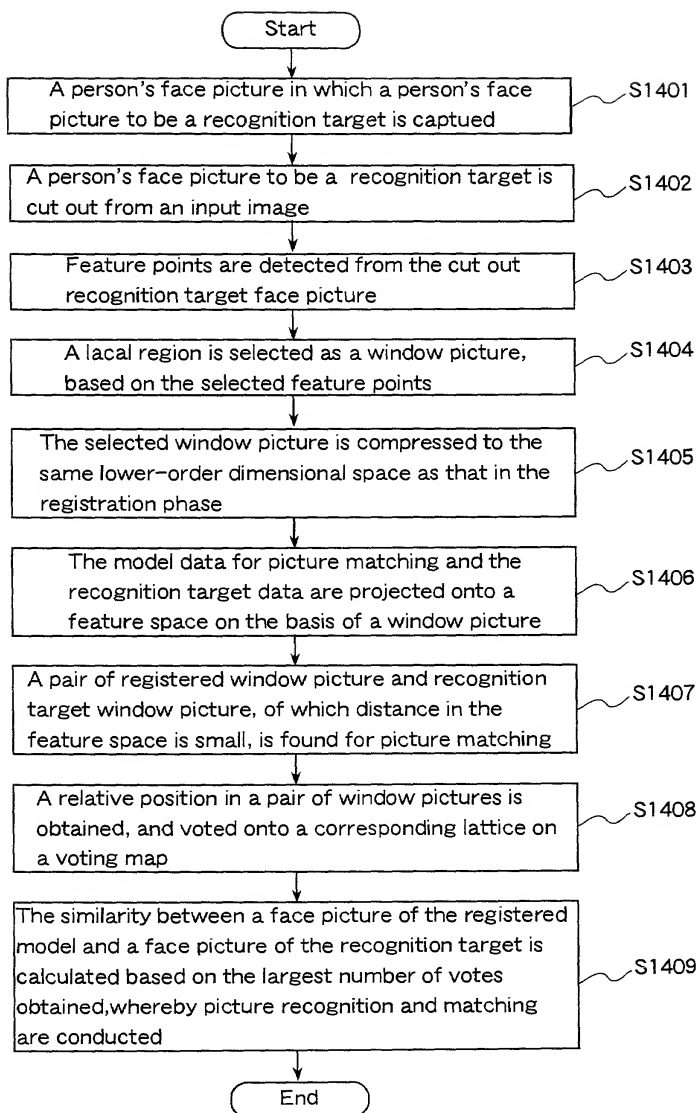 Start
A person's face picture in which a person's face
picture to be a recognition target is captued
S1401
A person's face picture to be a recognition target is
cut out from an input image
S1402
Feature points are detected from the cut out
recognition target face picture
S1403
A lacal region is selected as a window picture,
based on the selected feature points
S1404
The selected window picture is compressed to the
same lower-order dimensional space as that in the
registration phase
S1405
The model data for picture matching and the
recognition target data are projected onto a
feature space on the basis of a window picture
S1406
A pair of registered window picture and recognition
target window picture, of which distance in the
feature space is small, is found for picture matching
S1407
A relative position in a pair of window pictures is
obtained, and voted onto a corresponding lattice on
a voting map
S1408
The similarity between a face picture of the registered
model and a face picture of the recognition target is
calculated based on the largest number of votes
obtained,whereby picture recognition and matching
are conducted
S1409
End